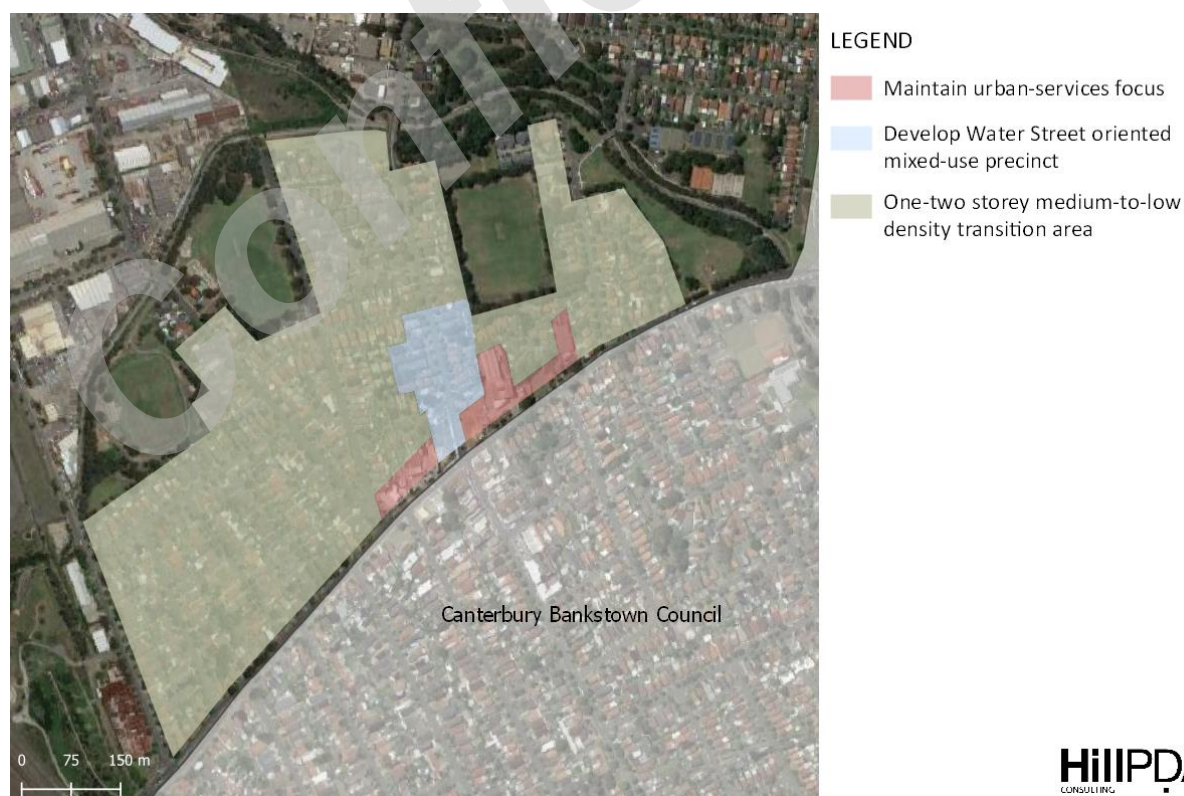 LEGEND
Maintain urban-services focus
Develop Water Street oriented
mixed-use precinct
One-two storey medium-to-low
density transition area
Canterbury Bankstown Council
0 75 150 m
HillPDA
CONSULTING